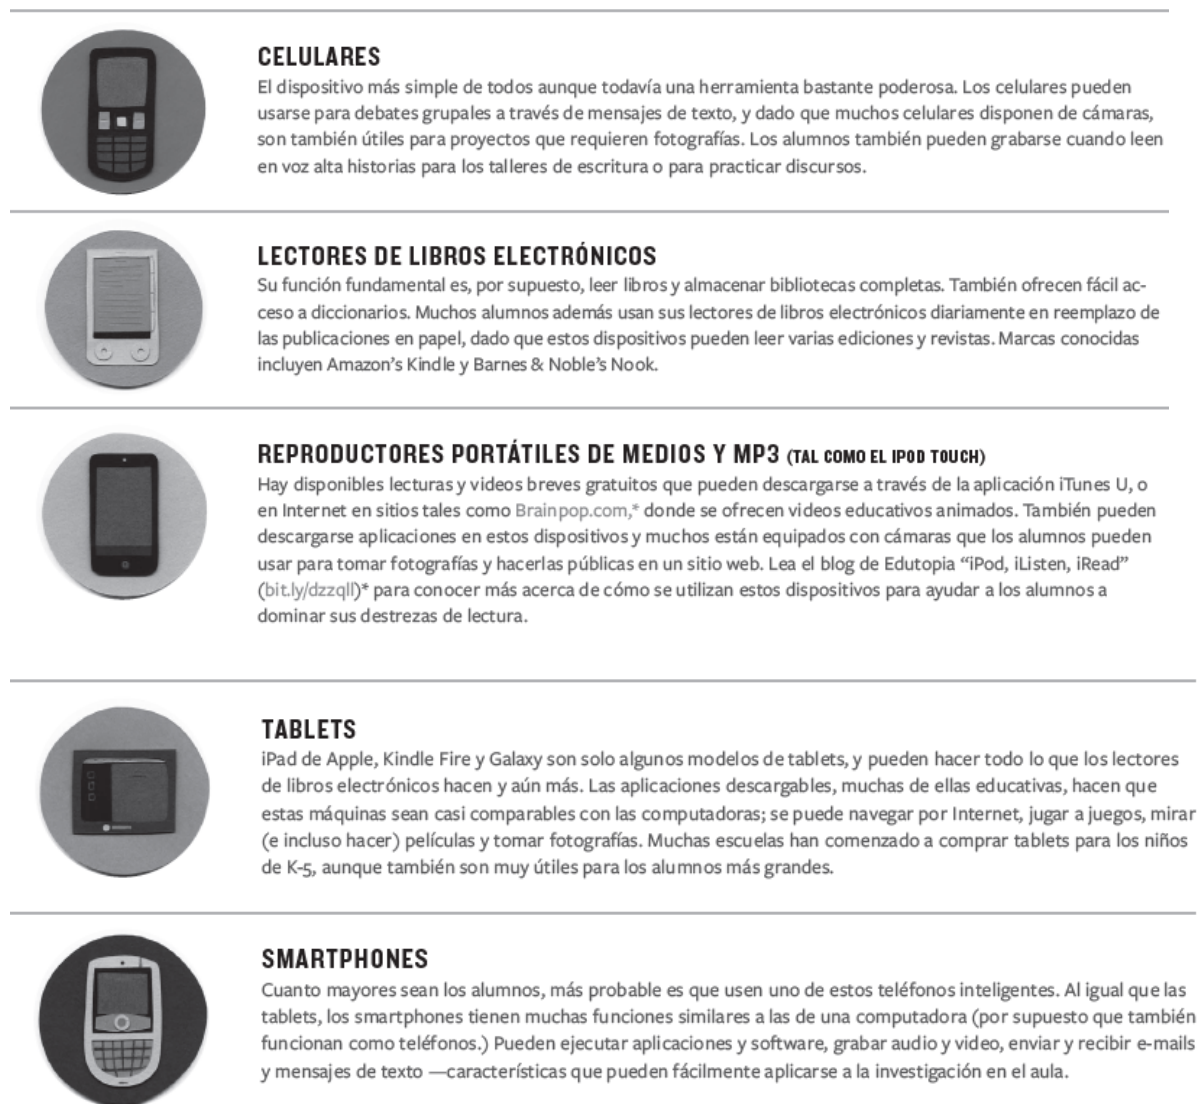 CELULARES
El dispositivo más simple de todos aunque todavía una herramienta bastante poderosa. Los celulares pueden
usarse para debates grupales a través de mensajes de texto, y dado que muchos celulares disponen de cámaras,
son también útiles para proyectos que requieren fotografías. Los alumnos también pueden grabarse cuando leen
en voz alta historias para los talleres de escritura o para practicar discursos.
LECTORES DE LIBROS ELECTRÓNICOS
Su función fundamental es, por supuesto, leer libros y almacenar bibliotecas completas. También ofrecen fácil ac-
ceso a diccionarios. Muchos alumnos además usan sus lectores de libros electrónicos diariamente en reemplazo de
las publicaciones en papel, dado que estos dispositivos pueden leer varias ediciones y revistas. Marcas conocidas
incluyen Amazon’s Kindle y Barnes & Noble’s Nook.
REPRODUCTORES PORTÁTILES DE MEDIOS Y MP3 (TAL COMO EL IPOD TOUCH)
Hay disponibles lecturas y videos breves gratuitos que pueden descargarse a través de la aplicación iTunes U, o
en Internet en sitios tales como Brainpop.com,* donde se ofrecen videos educativos animados. También pueden
descargarse aplicaciones en estos dispositivos y muchos están equipados con cámaras que los alumnos pueden
usar para tomar fotografías y hacerlas públicas en un sitio web. Lea el blog de Edutopia “iPod, iListen, iRead”
(bit.ly/dzzqll)* para conocer más acerca de cómo se utilizan estos dispositivos para ayudar a los alumnos a
dominar sus destrezas de lectura.
TABLETS
iPad de Apple, Kindle Fire y Galaxy son solo algunos modelos de tablets, y pueden hacer todo lo que los lectores
de libros electrónicos hacen y aún más. Las aplicaciones descargables, muchas de ellas educativas, hacen que
estas máquinas sean casi comparables con las computadoras; se puede navegar por Internet, jugar a juegos, mirar
(e incluso hacer) películas y tomar fotografías. Muchas escuelas han comenzado a comprar tablets para los niños
de K-5, aunque también son muy útiles para los alumnos más grandes.
SMARTPHONES
Cuanto mayores sean los alumnos, más probable es que usen uno de estos teléfonos inteligentes. Al igual que las
tablets, los smartphones tienen muchas funciones similares a las de una computadora (por supuesto que también
funcionan como teléfonos.) Pueden ejecutar aplicaciones y software, grabar audio y video, enviar y recibir e-mails
y mensajes de texto —características que pueden fácilmente aplicarse a la investigación en el aula.